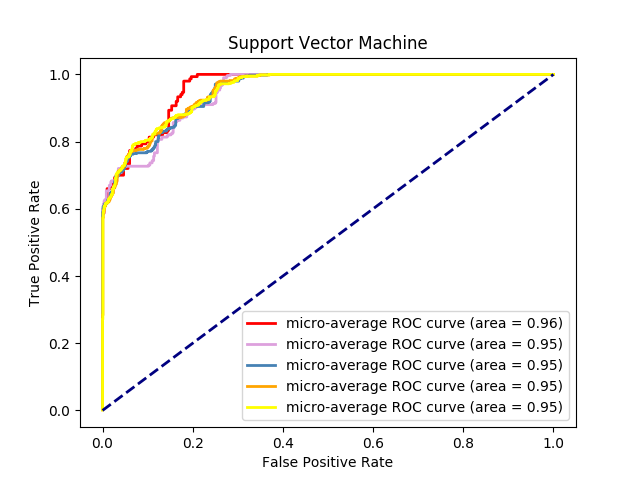 Support Vector Machine
1.0
0.8
0.6
0.4
0.2
0.0
True Positive Rate
micro-average ROC curve (area = 0.96)
micro-average ROC curve (area = 0.95)
micro-average ROC curve (area = 0.95)
micro-average ROC curve (area = 0.95)
micro-average ROC curve (area = 0.95)
0.0 0.2 0.4 0.6 0.8 1.0
False Positive Rate